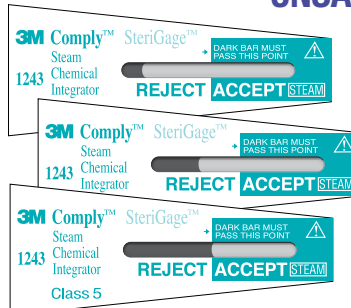 UNSA
3M Comply™ SteriGage™
DARK BAR MUST
PASS THIS POINT
Steam
1243 Chemical
Integrator
REJECT ACCEPT STEAM
3M Comply™ SteriGage™
DARK BAR MUST
PASS THIS POINT
Steam
1243 Chemical
Integrator
REJECT ACCEPT STEAM
3M Comply™ SteriGage™
DARK BAR MUST
PASS THIS POINT
Steam
1243 Chemical
Integrator
REJECT ACCEPT STEAM
Class 5